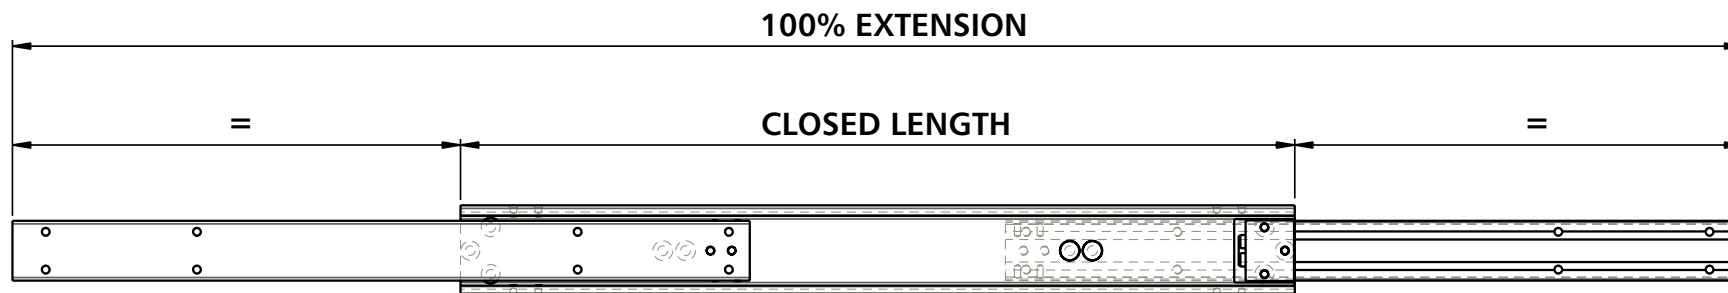 100% EXTENSION
= CLOSED LENGTH =